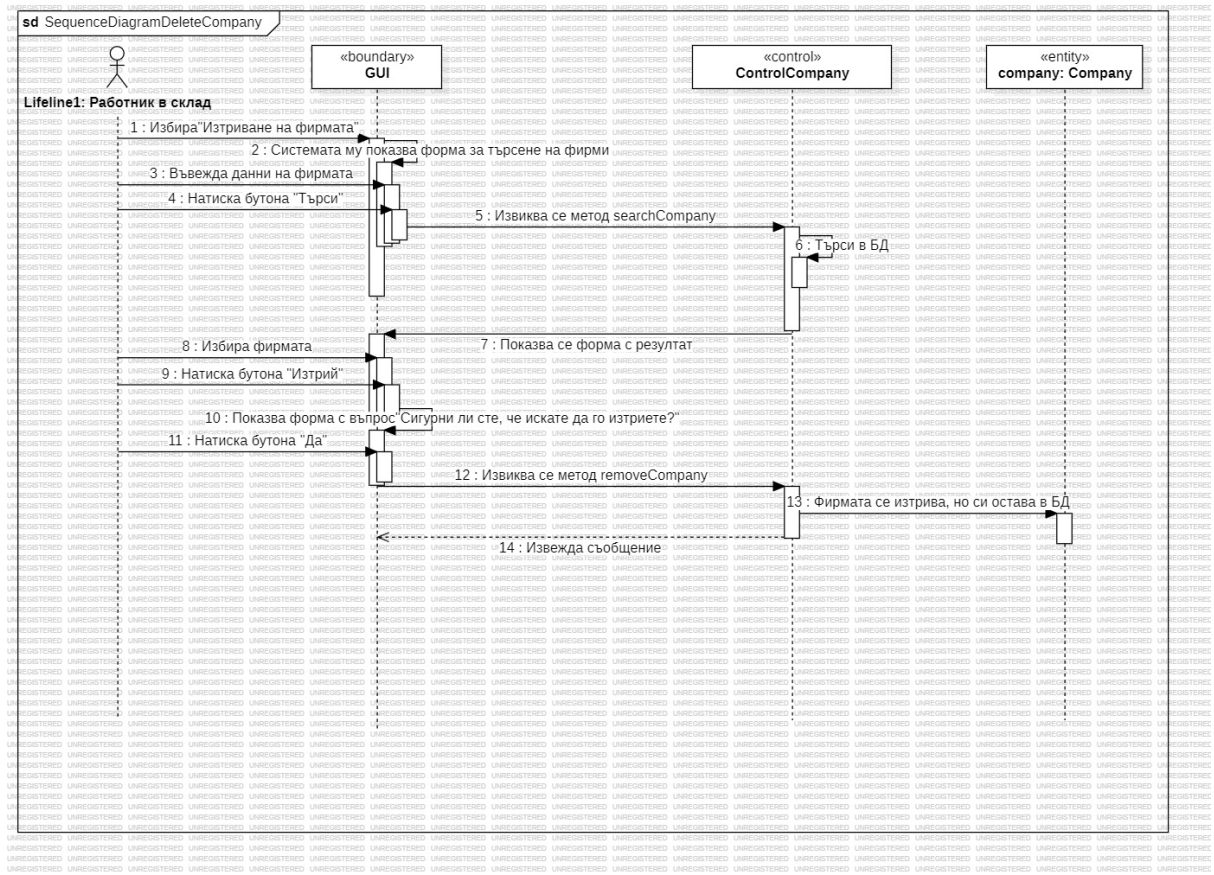 sd SequenceDiagramDeleteCompany
«boundary»
GUI
«control»
ControlCompany
«entity»
company: Company
Lifeline1: Работник в склад
1 : Избира"Изтриване на фирмата"
2 : Системата му показва форма за търсене на фирми
3 : Въвежда данни на фирмата
4 : Натиска бутона "Търси"
5 : Извиква се метод searchCompany
6 : Търси в БД
7 : Показва се форма с резултат
8 : Избира фирмата
9 : Натиска бутона "Изтрий"
10 : Показва форма с въпрос"Сигурни ли сте, че искате да го изтриете?"
11 : Натиска бутона "Да"
12 : Извиква се метод removeCompany
13 : Фирмата се изтрива, но си остава в БД
14 : Извежда съобщение
UNREGISTERED